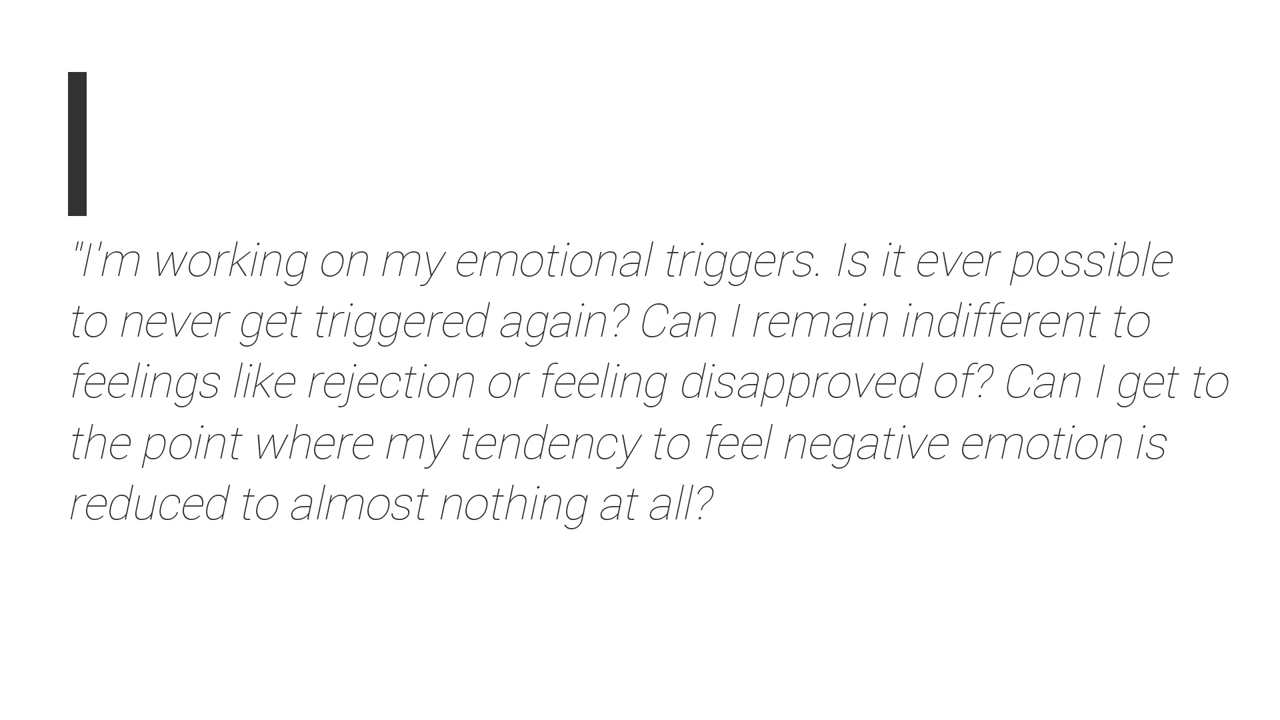 "I'm working on my emotional triggers. Is it ever possible
to never get triggered again? Can I remain indifferent to
feelings like rejection or feeling disapproved of? Can I get to
the point where my tendency to feel negative emotion is
reduced to almost nothing at all?